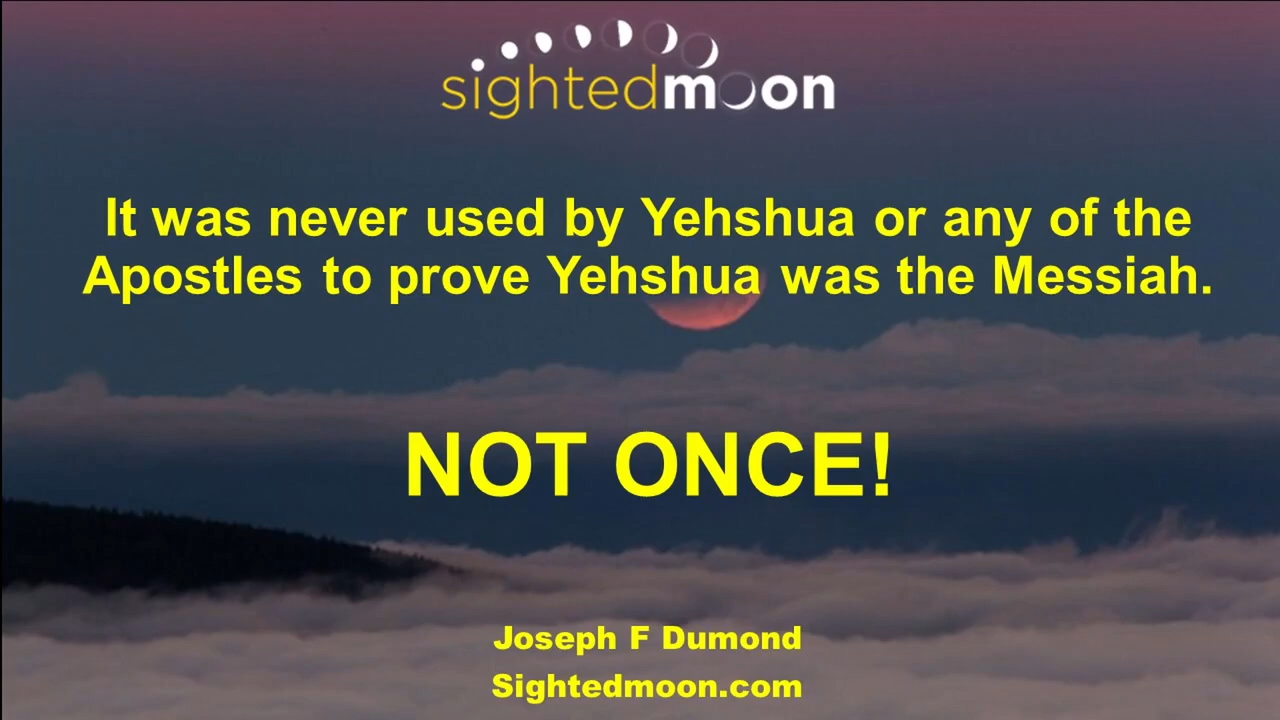 sightedmoon
It was never used by Yehshua or any of the
Apostles to prove Yehshua was the Messiah.
NOT ONCE!
Joseph F Dumond
Sightedmoon.com